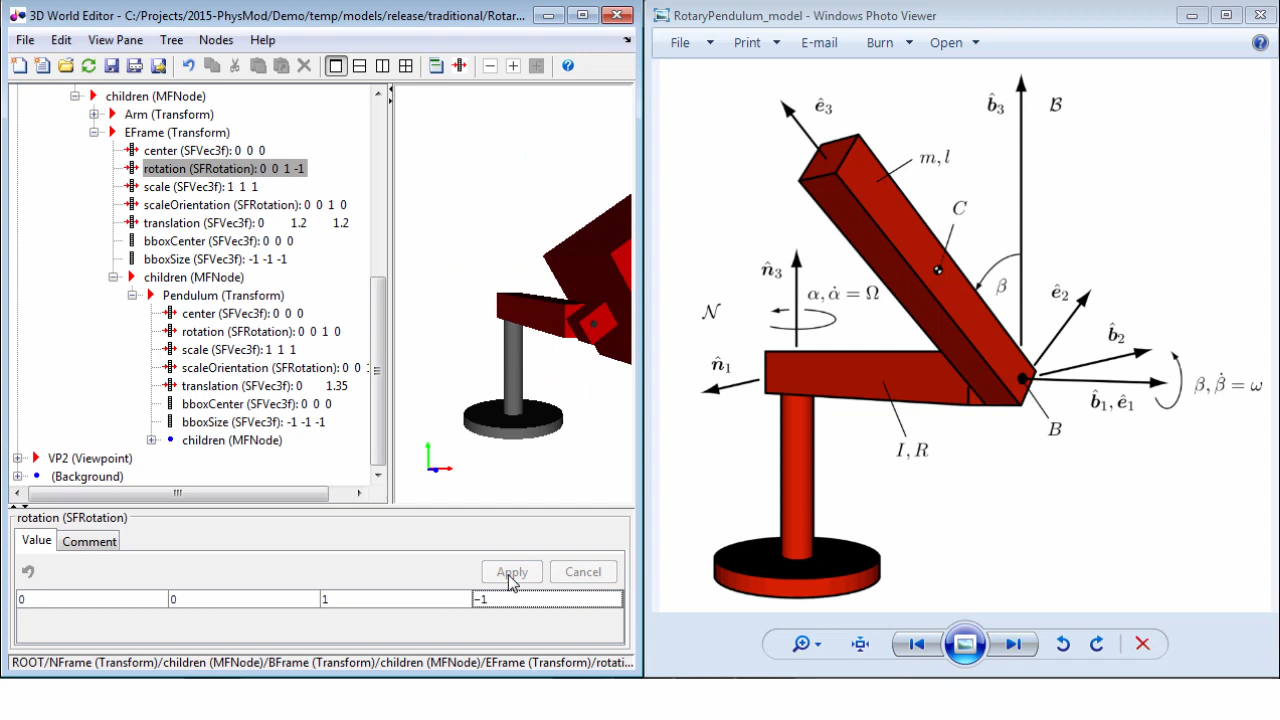 3D World Editor - C:/Projects/2015-PhysMod/Demo/temp/models/release/traditional/Rotar...
File Edit View Pane Tree Nodes Help
children (MFNode)
Arm (Transform)
EFrame (Transform)
center (SFVec3f): 0 0 0
rotation (SFRotation): 0 0 1 -1
scale (SFVec3f): 1 1 1
scaleOrientation (SFRotation): 0 0 1 0
translation (SFVec3f): 0 1.2 1.2
bboxCenter (SFVec3f): 0 0 0
bboxSize (SFVec3f): -1 -1 -1
children (MFNode)
Pendulum (Transform)
center (SFVec3f): 0 0 0
rotation (SFRotation): 0 0 1 0
scale (SFVec3f): 1 1 1
scaleOrientation (SFRotation): 0 0 1
translation (SFVec3f): 0 1.35
bboxCenter (SFVec3f): 0 0 0
bboxSize (SFVec3f): -1 -1 -1
children (MFNode)
VP2 (Viewpoint)
(Background)
rotation (SFRotation)
Value Comment
Apply Cancel
0 0 1 -1
ROOT/NFrame (Transform)/children (MFNode)/BFrame (Transform)/children (MFNode)/EFrame (Transform)/rotati...
RotaryPendulum_model - Windows Photo Viewer
File Print E-mail Burn Open
ê₃ b̂₃ ℬ
m, l
C
n̂₃
α, α̇ = Ω
β
ê₂
𝒩
b̂₂
n̂₁
β, β̇ = ω
b̂₁, ê₁
B
I, R